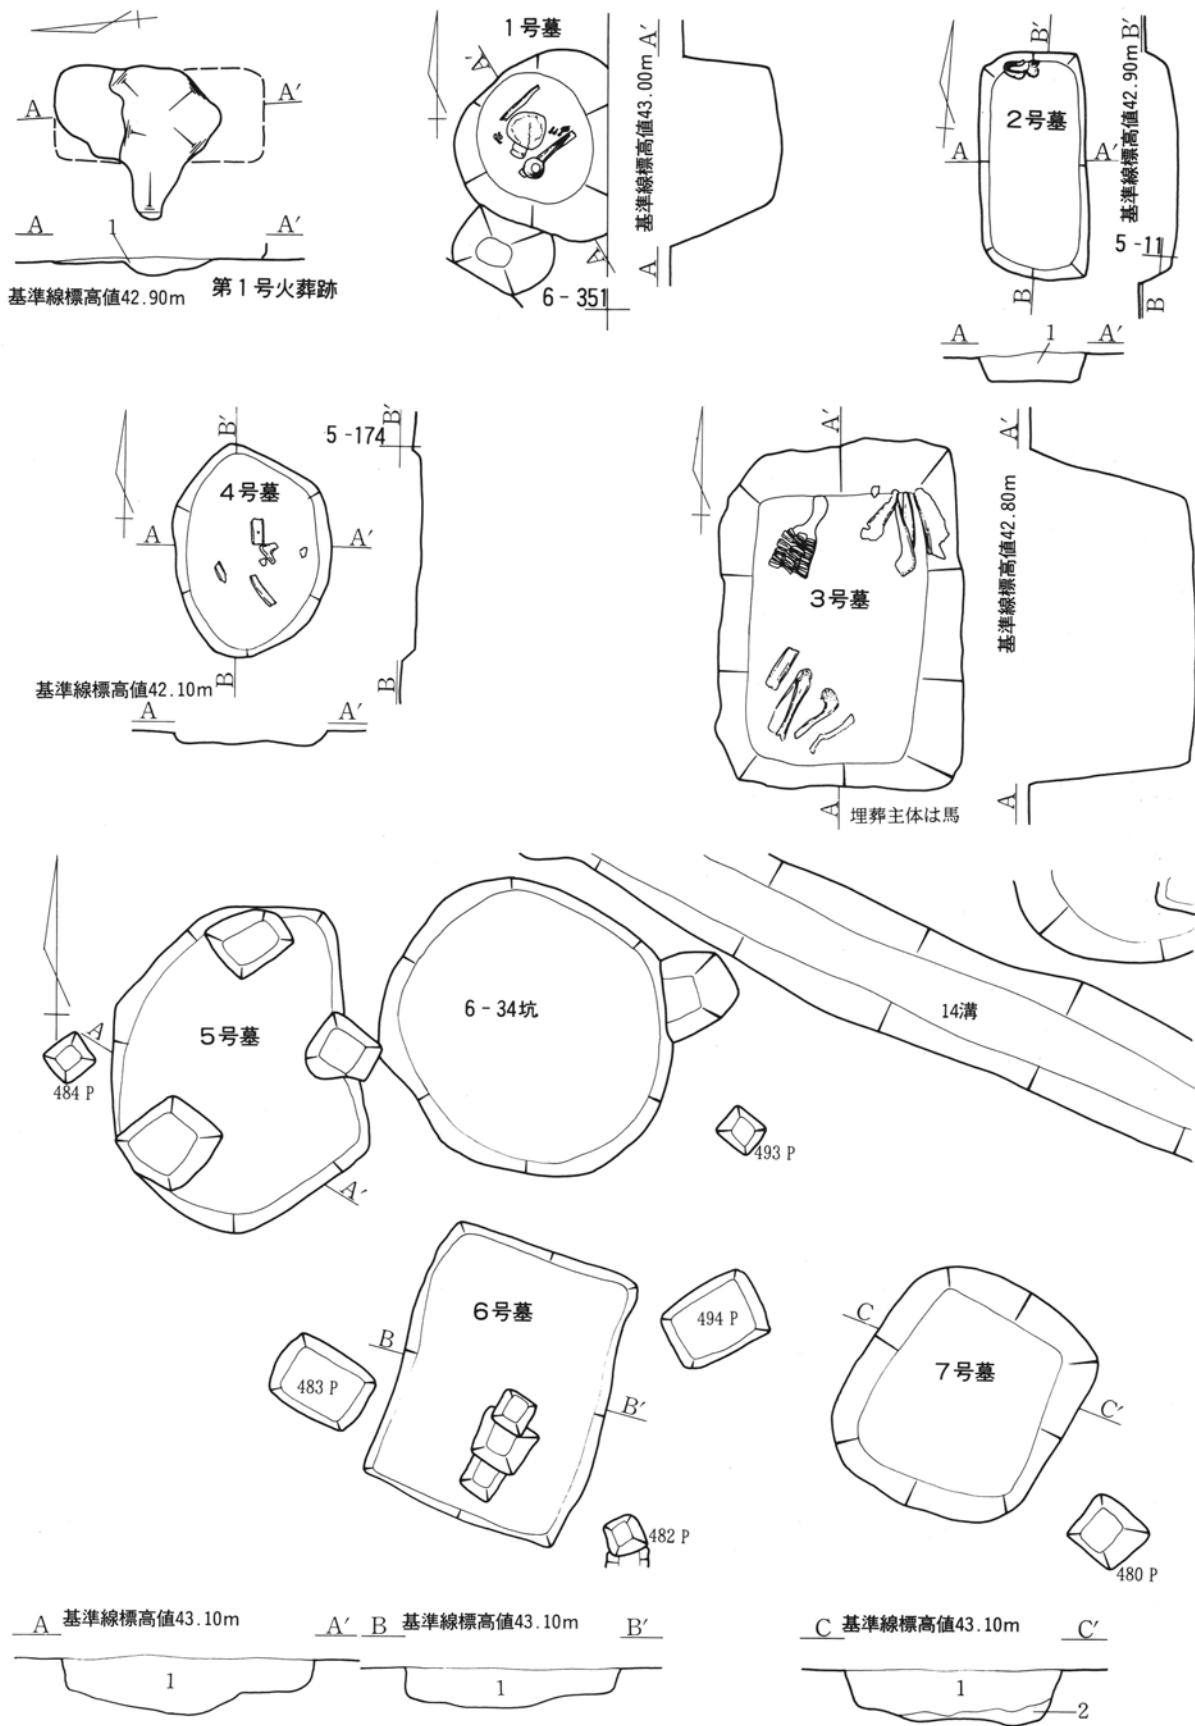 A
A'
A
1
A'
基準線標高値42.90m
第1号火葬跡
1号墓
A'
A
6-351
A'
基準線標高値43.00m
A
B'
2号墓
A
A'
B
B'
基準線標高値42.90m
5-11
B
A
1
A'
B'
5-174
B'
4号墓
A
A'
B
B
基準線標高値42.10m
A
A'
A'
3号墓
A
埋葬主体は馬
A'
基準線標高値42.80m
A
5号墓
A
A'
484 P
6-34坑
14溝
493 P
6号墓
B
B'
483 P
494 P
482 P
7号墓
C
C'
480 P
A 基準線標高値43.10m A'
1
B 基準線標高値43.10m B'
1
C 基準線標高値43.10m C'
1
2